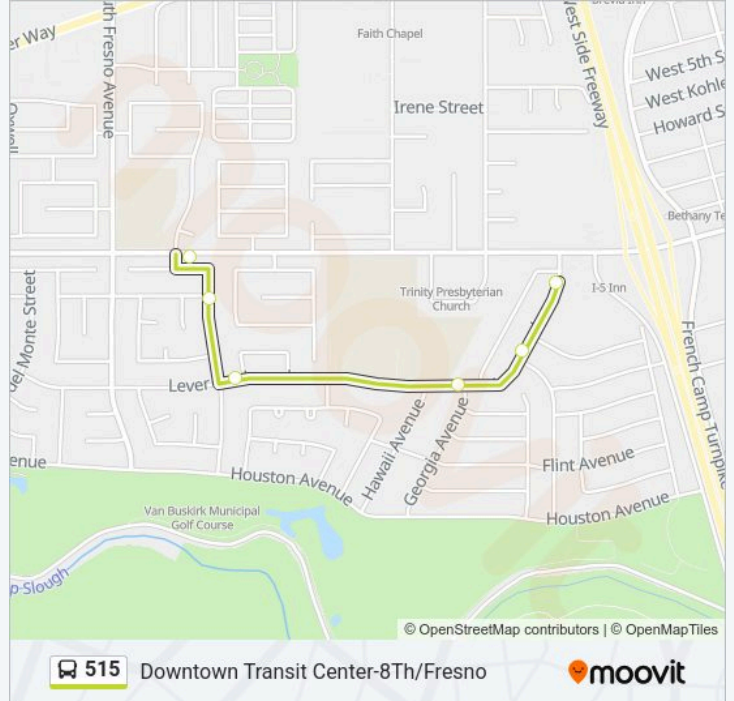 Faith Chapel
er Way
uth Fresno Avenue
est Side Freeway
West 5th S
West Kohle
Howard S
Irene Street
Bethany Te
Trinity Presbyterian
Church
I-5 Inn
del Monte Street
Lever
French Camp Turnpike
Hawaii Avenue
Georgia Avenue
enue
Houston Avenue
Flint Avenue
Houston Avenue
Van Buskirk Municipal
Golf Course
p-Slough
© OpenStreetMap contributors | © OpenMapTiles
515 Downtown Transit Center-8Th/Fresno
moovit